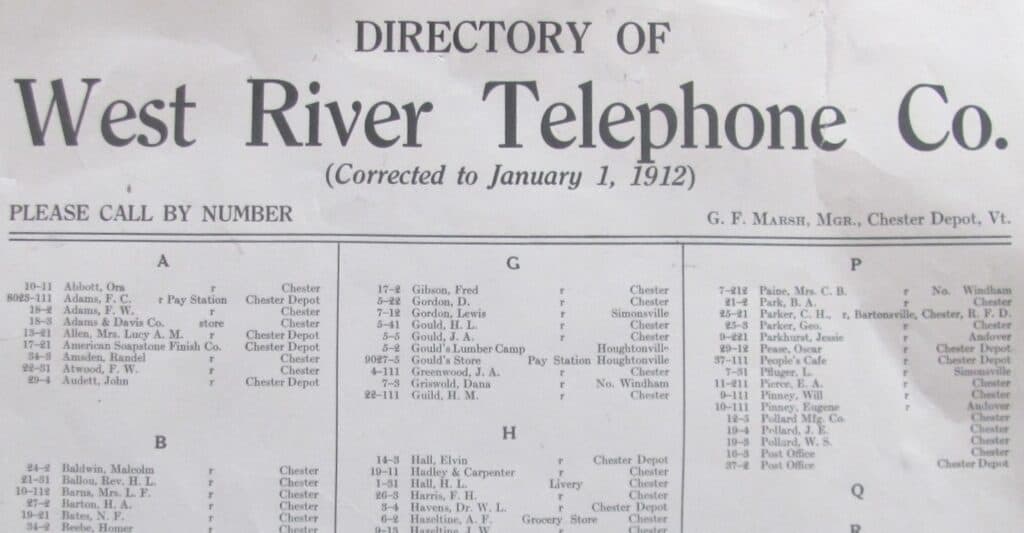 DIRECTORY OF
West River Telephone Co.
(Corrected to January 1, 1912)
PLEASE CALL BY NUMBER
G. F. MARSH, MGR., Chester Depot, Vt.
A
10-11 Abbott, Ora r Chester
8023-111 Adams, F. C. r Pay Station Chester Depot
18-2 Adams, F. W. r Chester
18-3 Adams & Davis Co. store Chester
13-21 Allen, Mrs. Lucy A. M. r Chester Depot
17-21 American Soapstone Finish Co. Chester Depot
34-3 Amsden, Randel r Chester
22-31 Atwood, F. W. r Chester
29-4 Audett, John r Chester Depot
B
24-2 Baldwin, Malcolm r Chester
21-31 Ballou, Rev. H. L. r Chester
10-112 Barns, Mrs. L. F. r Chester
27-2 Barton, H. A. r Chester
19-21 Bates, N. F. r Chester
34-2 Beebe, Homer r Chester
G
17-2 Gibson, Fred r Chester
5-22 Gordon, D. r Chester
7-12 Gordon, Lewis r Simonsville
5-41 Gould, H. L. r Chester
5-5 Gould, J. A. r Chester
5-2 Gould's Lumber Camp Houghtonville
9027-5 Gould's Store Pay Station Houghtonville
4-111 Greenwood, J. A. r Chester
7-3 Griswold, Dana r No. Windham
22-111 Guild, H. M. r Chester
H
14-3 Hall, Elvin r Chester Depot
19-11 Hadley & Carpenter r Chester
1-31 Hall, H. L. Livery Chester
26-3 Harris, F. H. r Chester
3-4 Havens, Dr. W. L. r Chester Depot
6-2 Haseltine, A. F. Grocery Store Chester
9-13 Haseltine, J. W. r Chester
P
7-212 Paine, Mrs. C. B. r No. Windham
21-2 Park, B. A. r Chester
25-21 Parker, C. H., r, Bartonsville, Chester, R. F. D.
25-3 Parker, Geo. r Chester
9-221 Parkhurst, Jessie r Andover
29-12 Pease, Oscar r Chester Depot
37-111 People's Cafe r Chester Depot
7-31 Pfluger, L. r Simonsville
11-211 Pierce, E. A. r Chester
9-111 Pinney, Will r Chester
10-111 Pinney, Eugene r Andover
12-5 Pollard Mfg. Co. Chester
19-4 Pollard, J. E. Chester
19-3 Pollard, W. S. Chester
16-3 Post Office Chester
37-2 Post Office Chester Depot
Q
R